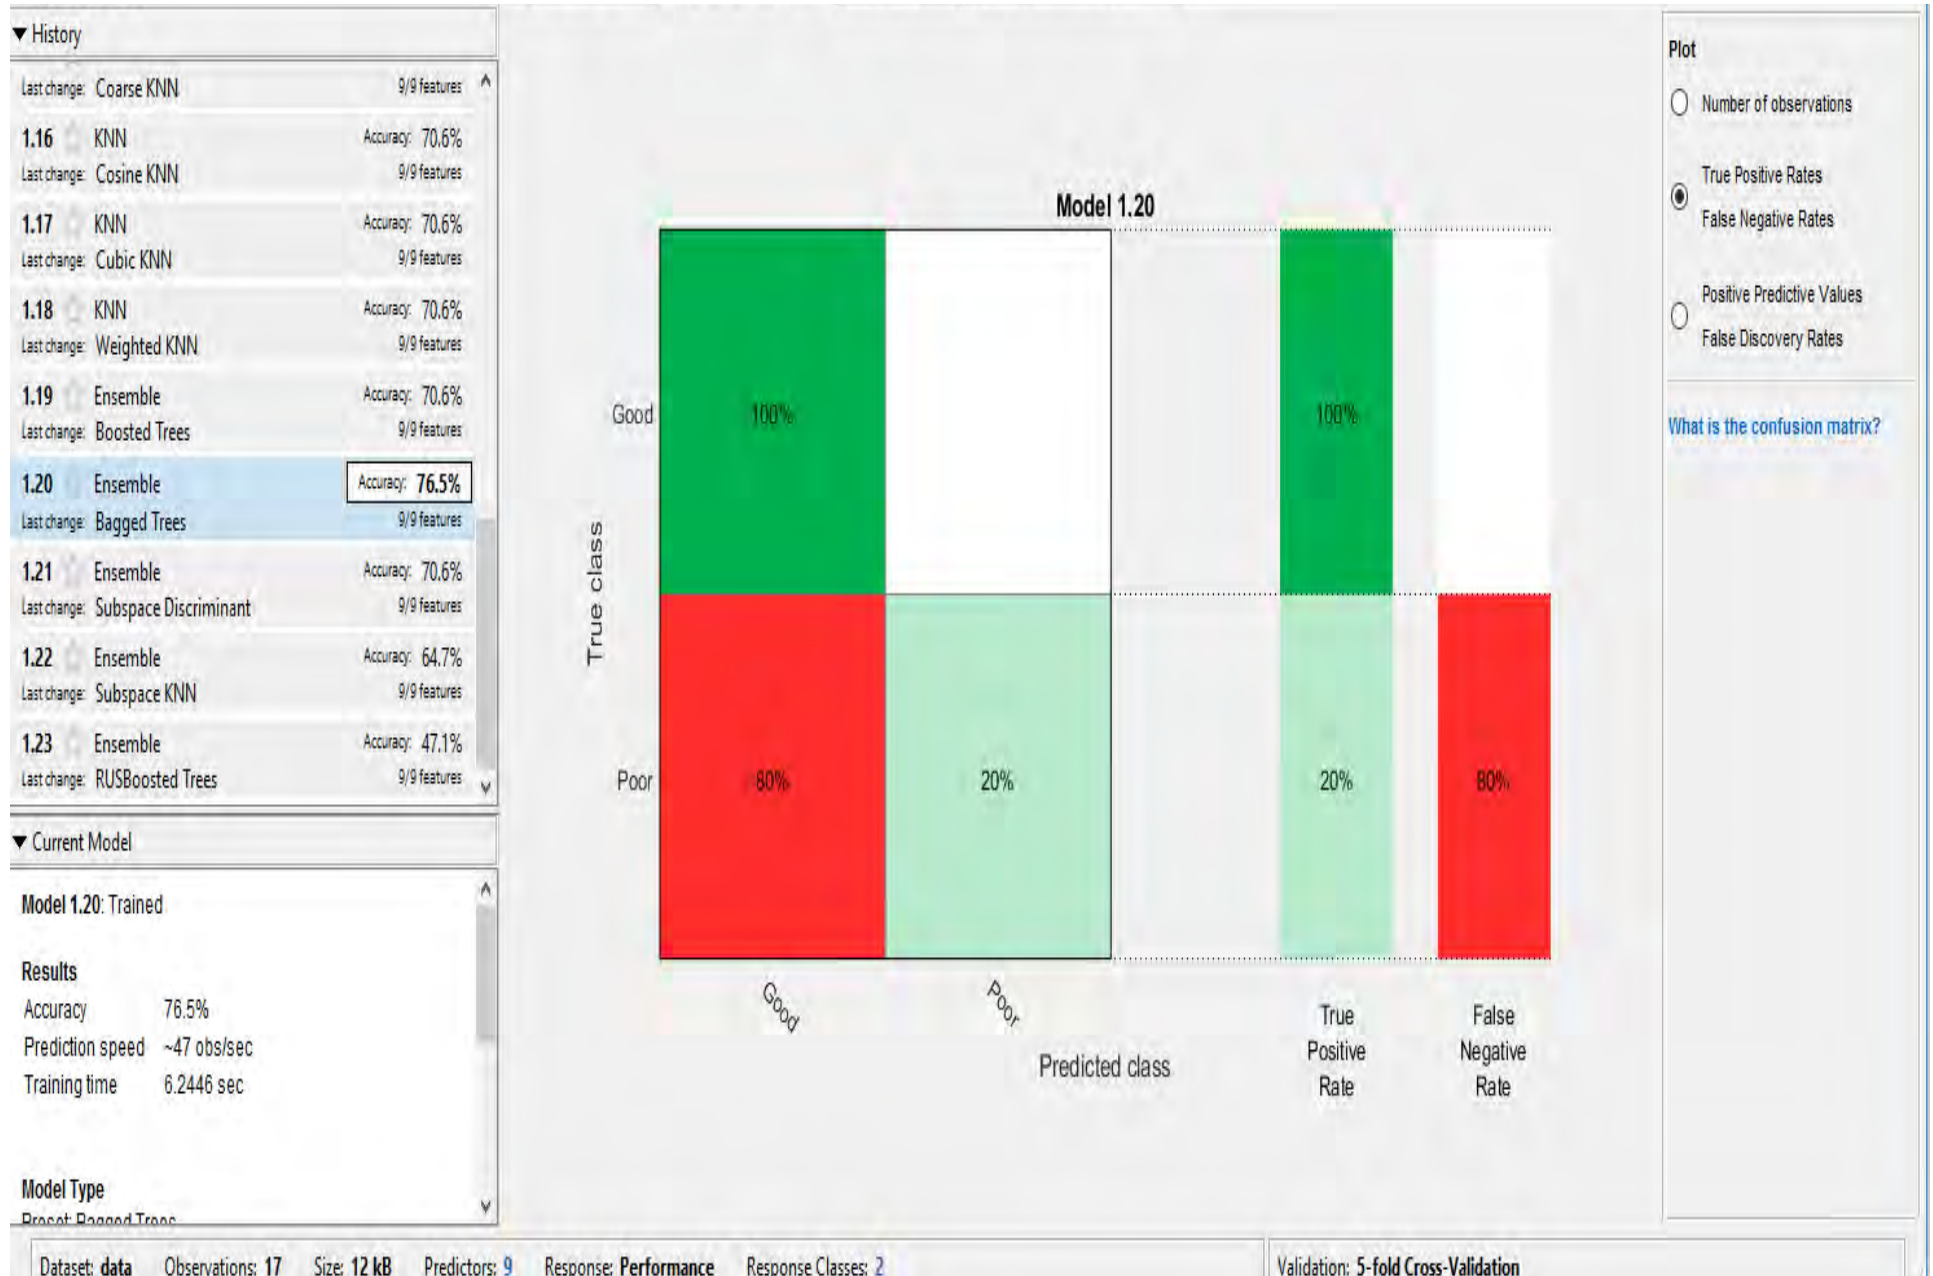 History
Last change: Coarse KNN 9/9 features
1.16 KNN Accuracy: 70.6%
Last change: Cosine KNN 9/9 features
1.17 KNN Accuracy: 70.6%
Last change: Cubic KNN 9/9 features
1.18 KNN Accuracy: 70.6%
Last change: Weighted KNN 9/9 features
1.19 Ensemble Accuracy: 70.6%
Last change: Boosted Trees 9/9 features
1.20 Ensemble Accuracy: 76.5%
Last change: Bagged Trees 9/9 features
1.21 Ensemble Accuracy: 70.6%
Last change: Subspace Discriminant 9/9 features
1.22 Ensemble Accuracy: 64.7%
Last change: Subspace KNN 9/9 features
1.23 Ensemble Accuracy: 47.1%
Last change: RUSBoosted Trees 9/9 features
Current Model
Model 1.20: Trained
Results
Accuracy 76.5%
Prediction speed ~47 obs/sec
Training time 6.2446 sec
Model Type
Preset: Bagged Trees
Model 1.20
True class
Good 100% 100%
Poor 80% 20% 20% 80%
Good Poor
Predicted class
True Positive Rate
False Negative Rate
Plot
Number of observations
True Positive Rates
False Negative Rates
Positive Predictive Values
False Discovery Rates
What is the confusion matrix?
Dataset: data Observations: 17 Size: 12 kB Predictors: 9 Response: Performance Response Classes: 2
Validation: 5-fold Cross-Validation